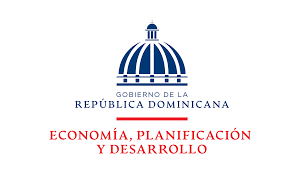 GOBIERNO DE LA
REPÚBLICA DOMINICANA
ECONOMÍA, PLANIFICACIÓN
Y DESARROLLO